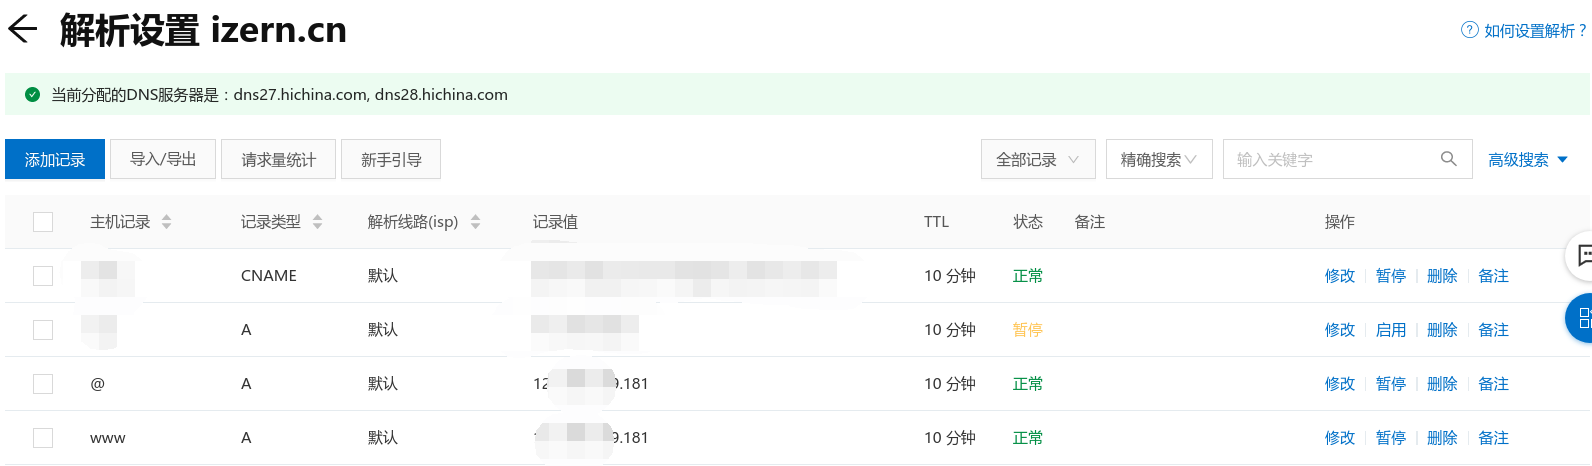 解析设置 izern.cn
如何设置解析？
当前分配的DNS服务器是：dns27.hichina.com, dns28.hichina.com
添加记录 导入/导出 请求量统计 新手引导 全部记录 精确搜索 输入关键字 高级搜索
主机记录 记录类型 解析线路(isp) 记录值 TTL 状态 备注 操作
CNAME 默认 10 分钟 正常 修改 暂停 删除 备注
A 默认 10 分钟 暂停 修改 启用 删除 备注
@ A 默认 12 9.181 10 分钟 正常 修改 暂停 删除 备注
www A 默认 9.181 10 分钟 正常 修改 暂停 删除 备注